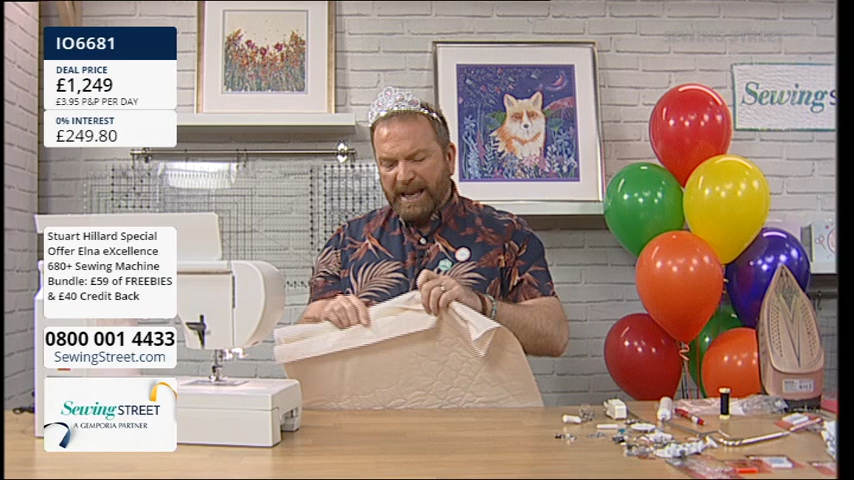 IO6681
DEAL PRICE
£1,249
£3.95 P&P PER DAY
0% INTEREST
£249.80
Stuart Hillard Special
Offer Elna eXcellence
680+ Sewing Machine
Bundle: £59 of FREEBIES
& £40 Credit Back
0800 001 4433
SewingStreet.com
Sewing STREET
A GEMPORIA PARTNER
SEWING STREET
Sewing